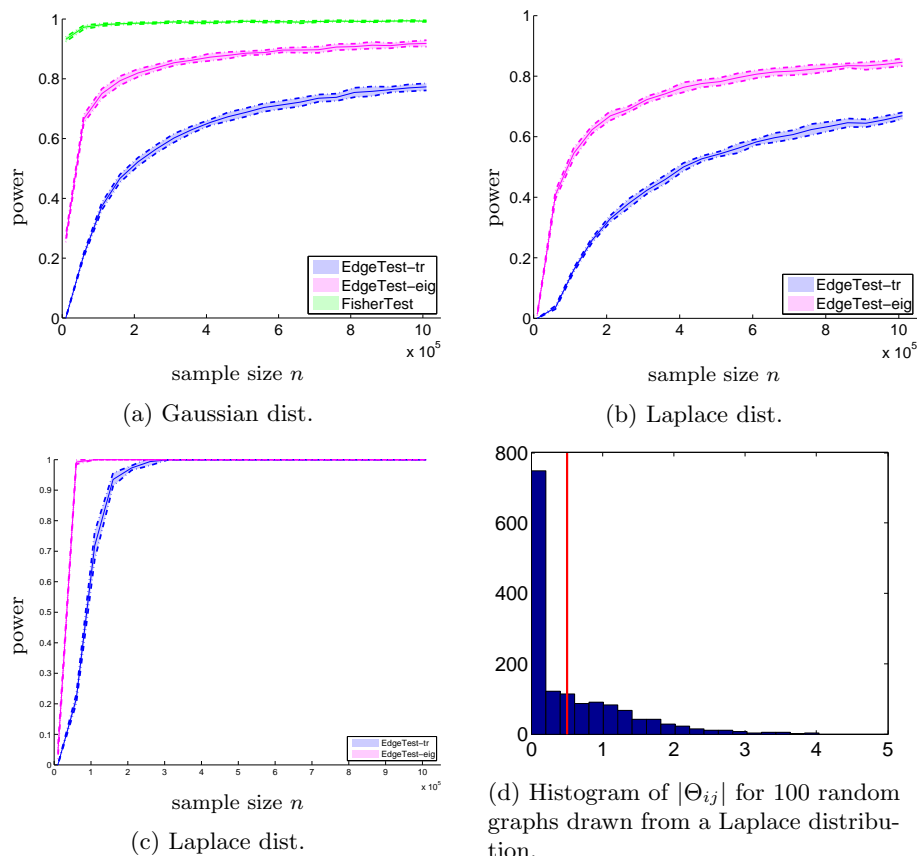 1
0.8
0.6
0.4
0.2
0
power
EdgeTest−tr
EdgeTest−eig
FisherTest
0 2 4 6 8 10
x 10^5
sample size n
(a) Gaussian dist.
1
0.8
0.6
0.4
0.2
0
power
EdgeTest−tr
EdgeTest−eig
0 2 4 6 8 10
x 10^5
sample size n
(b) Laplace dist.
1
0.9
0.8
0.7
0.6
0.5
0.4
0.3
0.2
0.1
0
power
EdgeTest−tr
EdgeTest−eig
0 1 2 3 4 5 6 7 8 9 10
x 10^5
sample size n
(c) Laplace dist.
800
600
400
200
0
0 1 2 3 4 5
(d) Histogram of |Θij| for 100 random
graphs drawn from a Laplace distribu-
tion.